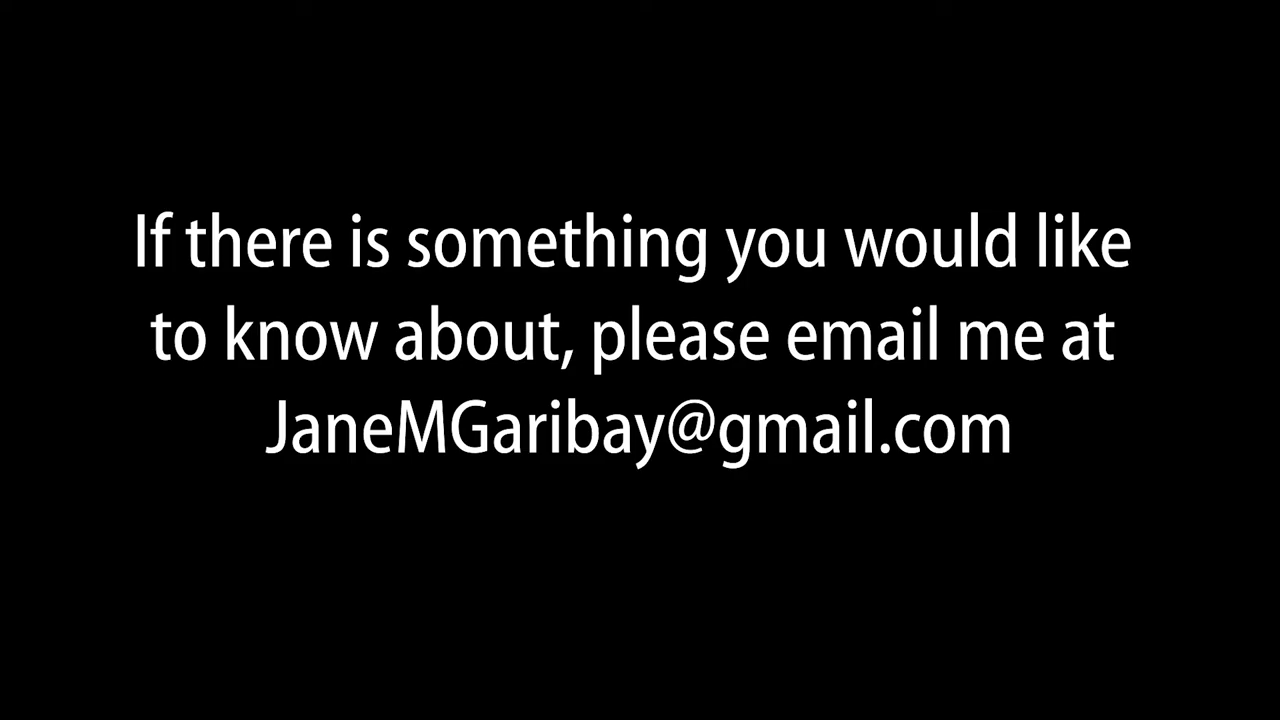 If there is something you would like
to know about, please email me at
JaneMGaribay@gmail.com